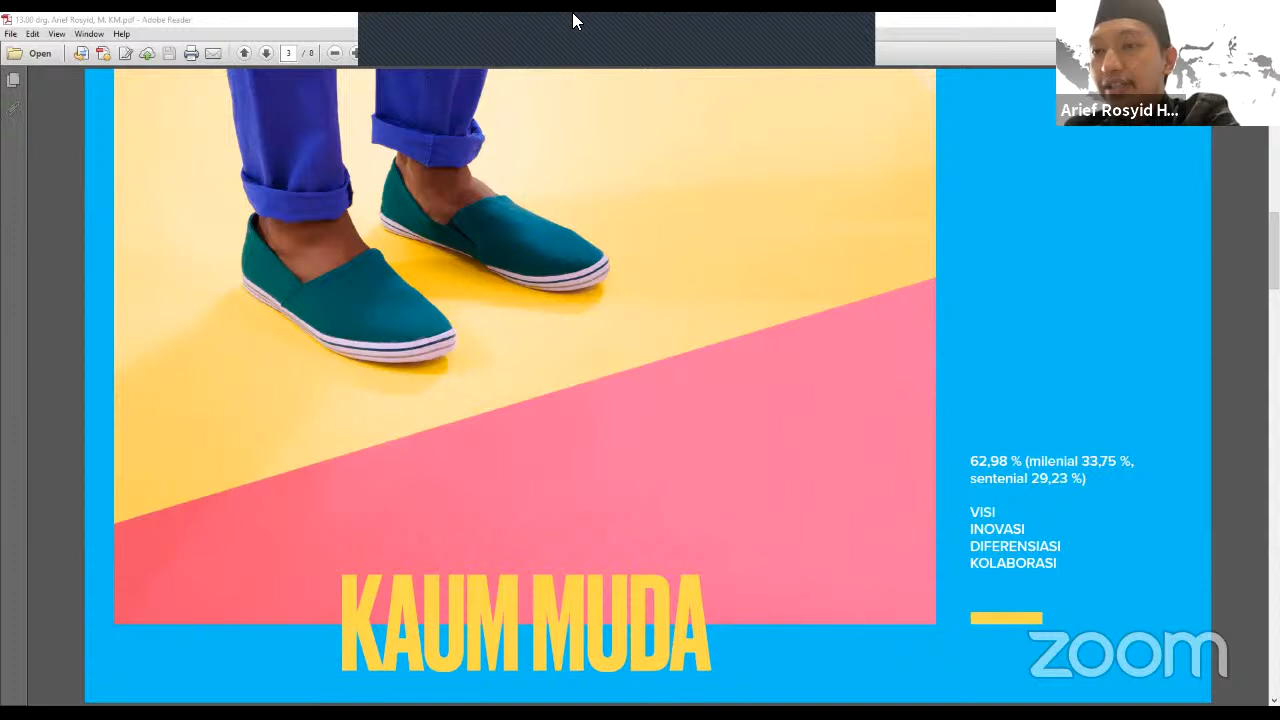 13.00 drg. Arief Rosyid, M. KM.pdf - Adobe Reader
File Edit View Window Help
Open 3 / 8
Arief Rosyid H...
62,98 % (milenial 33,75 %,
sentenial 29,23 %)
VISI
INOVASI
DIFERENSIASI
KOLABORASI
KAUM MUDA
zoom